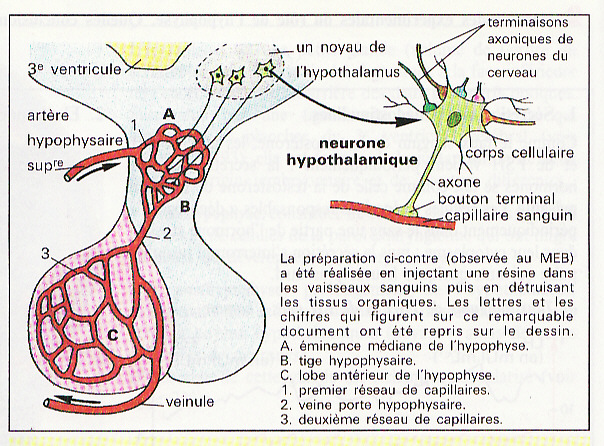 terminaisons
axoniques de
neurones du
cerveau
un noyau de
l'hypothalamus
3e ventricule
artère
hypophysaire
supre
A
1
B
2
3
C
neurone
hypothalamique
corps cellulaire
axone
bouton terminal
capillaire sanguin
veinule
La préparation ci-contre (observée au MEB)
a été réalisée en injectant une résine dans
les vaisseaux sanguins puis en détruisant
les tissus organiques. Les lettres et les
chiffres qui figurent sur ce remarquable
document ont été repris sur le dessin.
A. éminence médiane de l'hypophyse.
B. tige hypophysaire.
C. lobe antérieur de l'hypophyse.
1. premier réseau de capillaires.
2. veine porte hypophysaire.
3. deuxième réseau de capillaires.